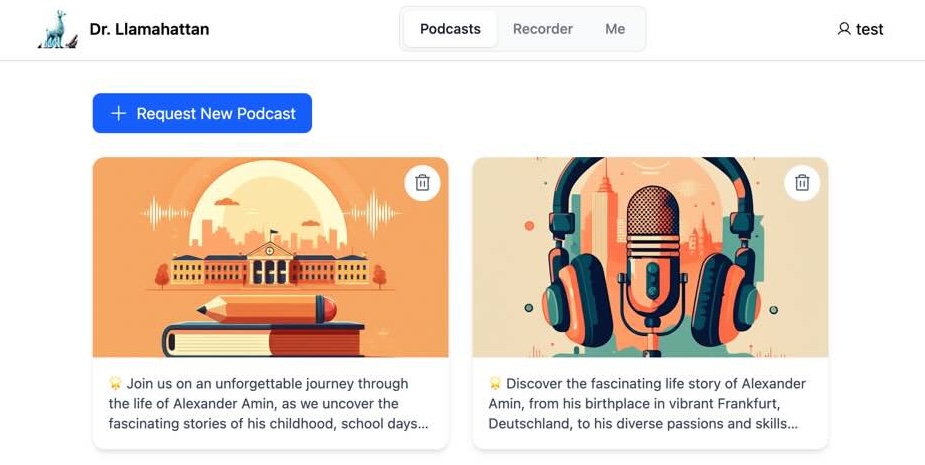 Dr. Llamahattan
Podcasts
Recorder
Me
test
Request New Podcast
🌟 Join us on an unforgettable journey through
the life of Alexander Amin, as we uncover the
fascinating stories of his childhood, school days...
🌟 Discover the fascinating life story of Alexander
Amin, from his birthplace in vibrant Frankfurt,
Deutschland, to his diverse passions and skills...